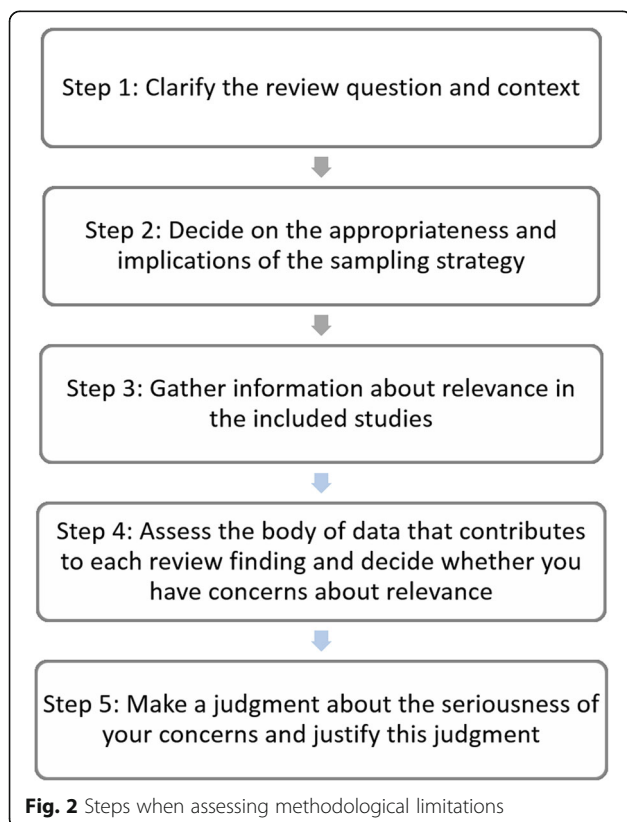 Step 1: Clarify the review question and context
Step 2: Decide on the appropriateness and
implications of the sampling strategy
Step 3: Gather information about relevance in
the included studies
Step 4: Assess the body of data that contributes
to each review finding and decide whether you
have concerns about relevance
Step 5: Make a judgment about the seriousness of
your concerns and justify this judgment
Fig. 2 Steps when assessing methodological limitations